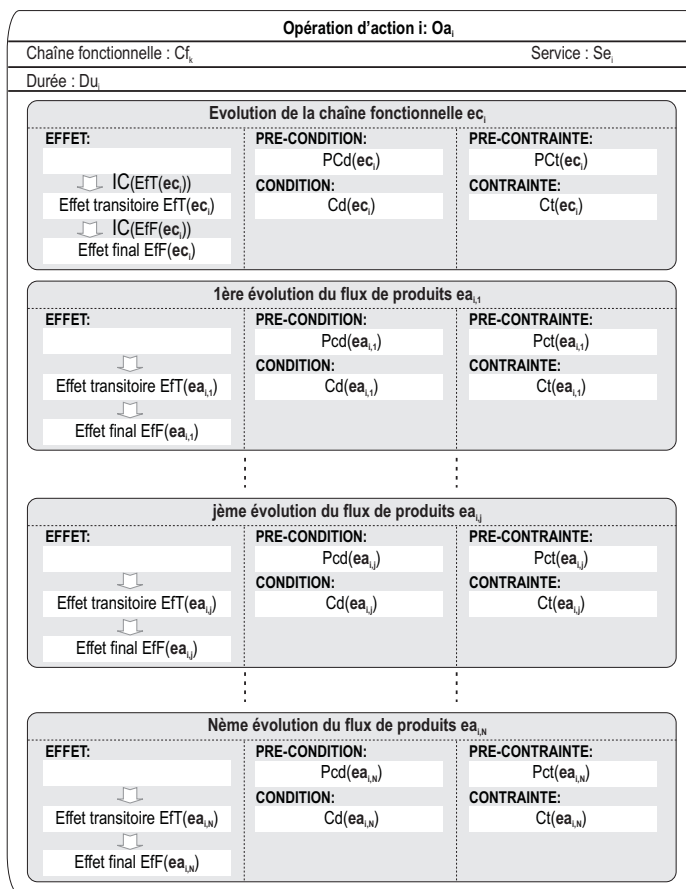 Opération d’action i: Oaᵢ
Chaîne fonctionnelle : Cfₖ Service : Seᵢ
Durée : Duᵢ
Evolution de la chaîne fonctionnelle ecᵢ
EFFET: PRE-CONDITION: PRE-CONTRAINTE:
PCd(ecᵢ) PCt(ecᵢ)
IC(EfT(ecᵢ)) CONDITION: CONTRAINTE:
Effet transitoire EfT(ecᵢ) Cd(ecᵢ) Ct(ecᵢ)
IC(EfF(ecᵢ))
Effet final EfF(ecᵢ)
1ère évolution du flux de produits eaᵢ,₁
EFFET: PRE-CONDITION: PRE-CONTRAINTE:
Pcd(eaᵢ,₁) Pct(eaᵢ,₁)
CONDITION: CONTRAINTE:
Effet transitoire EfT(eaᵢ,₁) Cd(eaᵢ,₁) Ct(eaᵢ,₁)
Effet final EfF(eaᵢ,₁)
jème évolution du flux de produits eaᵢ,ⱼ
EFFET: PRE-CONDITION: PRE-CONTRAINTE:
Pcd(eaᵢ,ⱼ) Pct(eaᵢ,ⱼ)
CONDITION: CONTRAINTE:
Effet transitoire EfT(eaᵢ,ⱼ) Cd(eaᵢ,ⱼ) Ct(eaᵢ,ⱼ)
Effet final EfF(eaᵢ,ⱼ)
Nème évolution du flux de produits eaᵢ,N
EFFET: PRE-CONDITION: PRE-CONTRAINTE:
Pcd(eaᵢ,N) Pct(eaᵢ,N)
CONDITION: CONTRAINTE:
Effet transitoire EfT(eaᵢ,N) Cd(eaᵢ,N) Ct(eaᵢ,N)
Effet final EfF(eaᵢ,N)